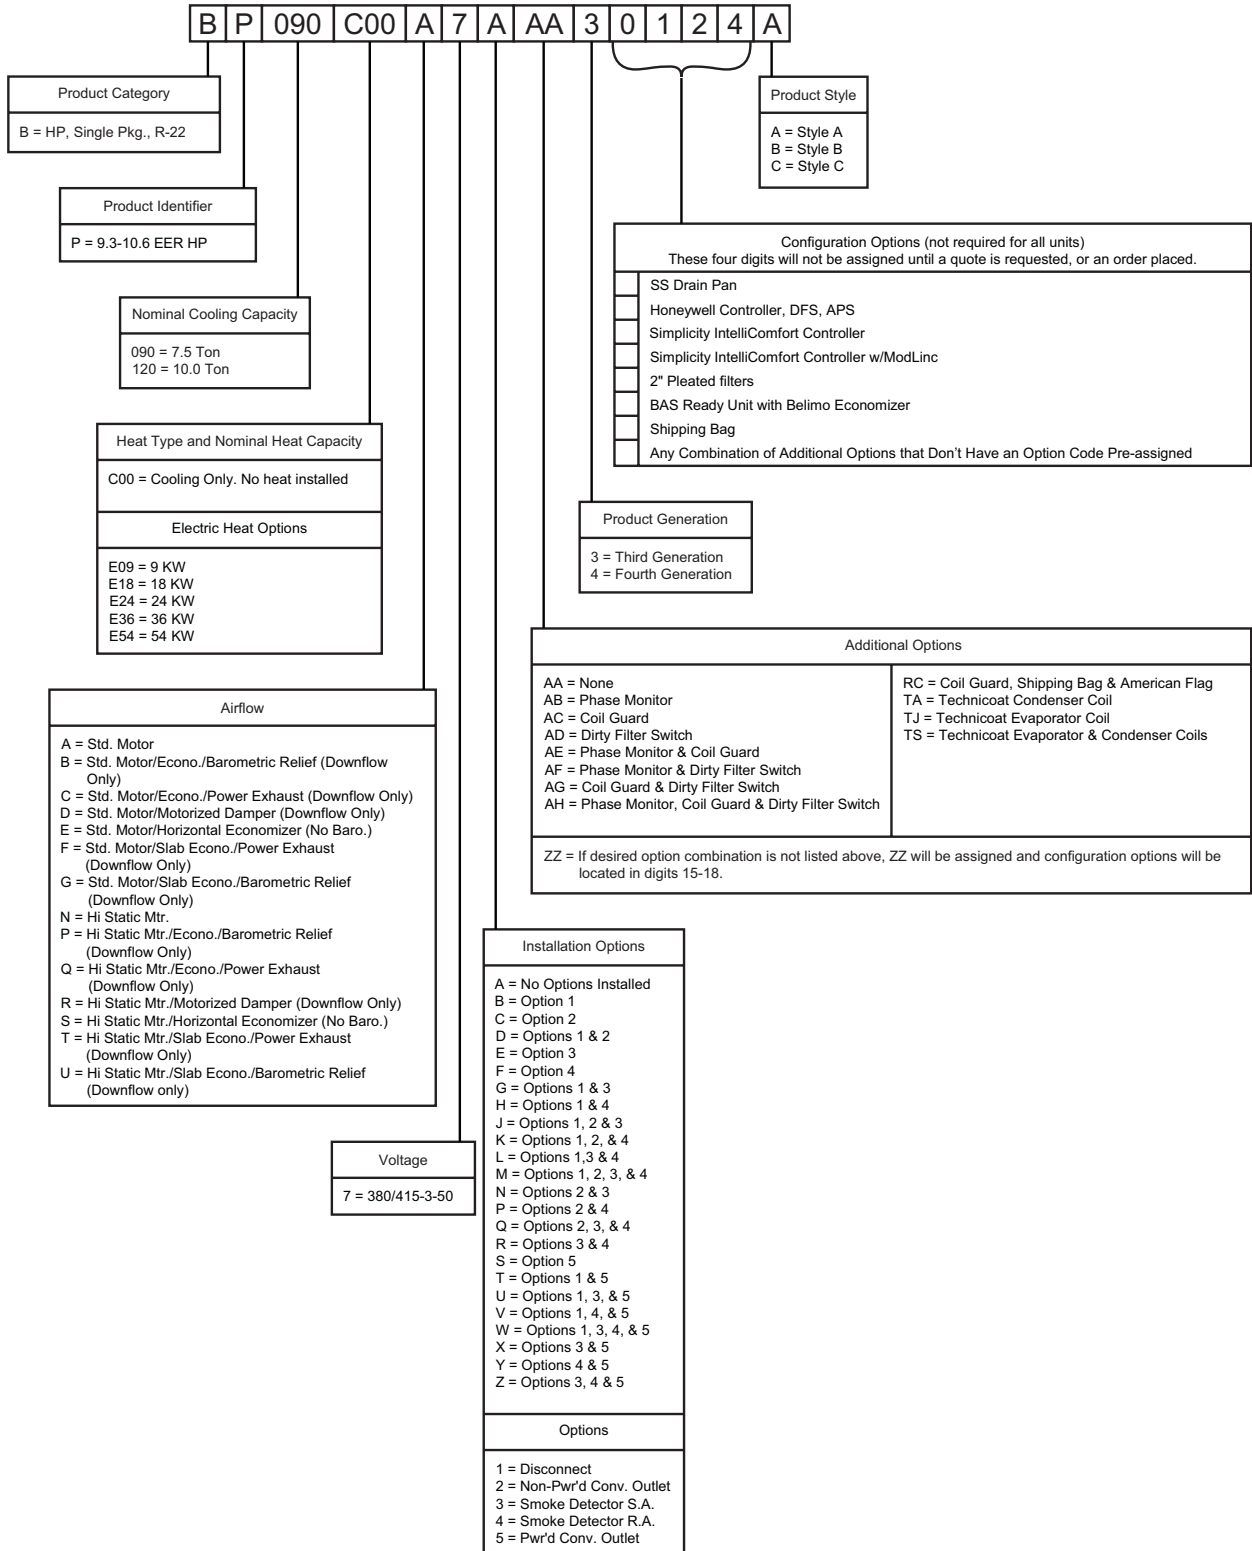 B P 090 C00 A 7 A AA 3 0 1 2 4 A
Product Category
B = HP, Single Pkg., R-22
Product Identifier
P = 9.3-10.6 EER HP
Nominal Cooling Capacity
090 = 7.5 Ton
120 = 10.0 Ton
Heat Type and Nominal Heat Capacity
C00 = Cooling Only. No heat installed
Electric Heat Options
E09 = 9 KW
E18 = 18 KW
E24 = 24 KW
E36 = 36 KW
E54 = 54 KW
Airflow
A = Std. Motor
B = Std. Motor/Econo./Barometric Relief (Downflow
Only)
C = Std. Motor/Econo./Power Exhaust (Downflow Only)
D = Std. Motor/Motorized Damper (Downflow Only)
E = Std. Motor/Horizontal Economizer (No Baro.)
F = Std. Motor/Slab Econo./Power Exhaust
(Downflow Only)
G = Std. Motor/Slab Econo./Barometric Relief
(Downflow Only)
N = Hi Static Mtr.
P = Hi Static Mtr./Econo./Barometric Relief
(Downflow Only)
Q = Hi Static Mtr./Econo./Power Exhaust
(Downflow Only)
R = Hi Static Mtr./Motorized Damper (Downflow Only)
S = Hi Static Mtr./Horizontal Economizer (No Baro.)
T = Hi Static Mtr./Slab Econo./Power Exhaust
(Downflow Only)
U = Hi Static Mtr./Slab Econo./Barometric Relief
(Downflow only)
Voltage
7 = 380/415-3-50
Installation Options
A = No Options Installed
B = Option 1
C = Option 2
D = Options 1 & 2
E = Option 3
F = Option 4
G = Options 1 & 3
H = Options 1 & 4
J = Options 1, 2 & 3
K = Options 1, 2, & 4
L = Options 1,3 & 4
M = Options 1, 2, 3, & 4
N = Options 2 & 3
P = Options 2 & 4
Q = Options 2, 3, & 4
R = Options 3 & 4
S = Option 5
T = Options 1 & 5
U = Options 1, 3, & 5
V = Options 1, 4, & 5
W = Options 1, 3, 4, & 5
X = Options 3 & 5
Y = Options 4 & 5
Z = Options 3, 4 & 5
Options
1 = Disconnect
2 = Non-Pwr'd Conv. Outlet
3 = Smoke Detector S.A.
4 = Smoke Detector R.A.
5 = Pwr'd Conv. Outlet
Additional Options
AA = None
AB = Phase Monitor
AC = Coil Guard
AD = Dirty Filter Switch
AE = Phase Monitor & Coil Guard
AF = Phase Monitor & Dirty Filter Switch
AG = Coil Guard & Dirty Filter Switch
AH = Phase Monitor, Coil Guard & Dirty Filter Switch
RC = Coil Guard, Shipping Bag & American Flag
TA = Technicoat Condenser Coil
TJ = Technicoat Evaporator Coil
TS = Technicoat Evaporator & Condenser Coils
ZZ = If desired option combination is not listed above, ZZ will be assigned and configuration options will be
located in digits 15-18.
Product Generation
3 = Third Generation
4 = Fourth Generation
Configuration Options (not required for all units)
These four digits will not be assigned until a quote is requested, or an order placed.
SS Drain Pan
Honeywell Controller, DFS, APS
Simplicity IntelliComfort Controller
Simplicity IntelliComfort Controller w/ModLinc
2" Pleated filters
BAS Ready Unit with Belimo Economizer
Shipping Bag
Any Combination of Additional Options that Don't Have an Option Code Pre-assigned
Product Style
A = Style A
B = Style B
C = Style C